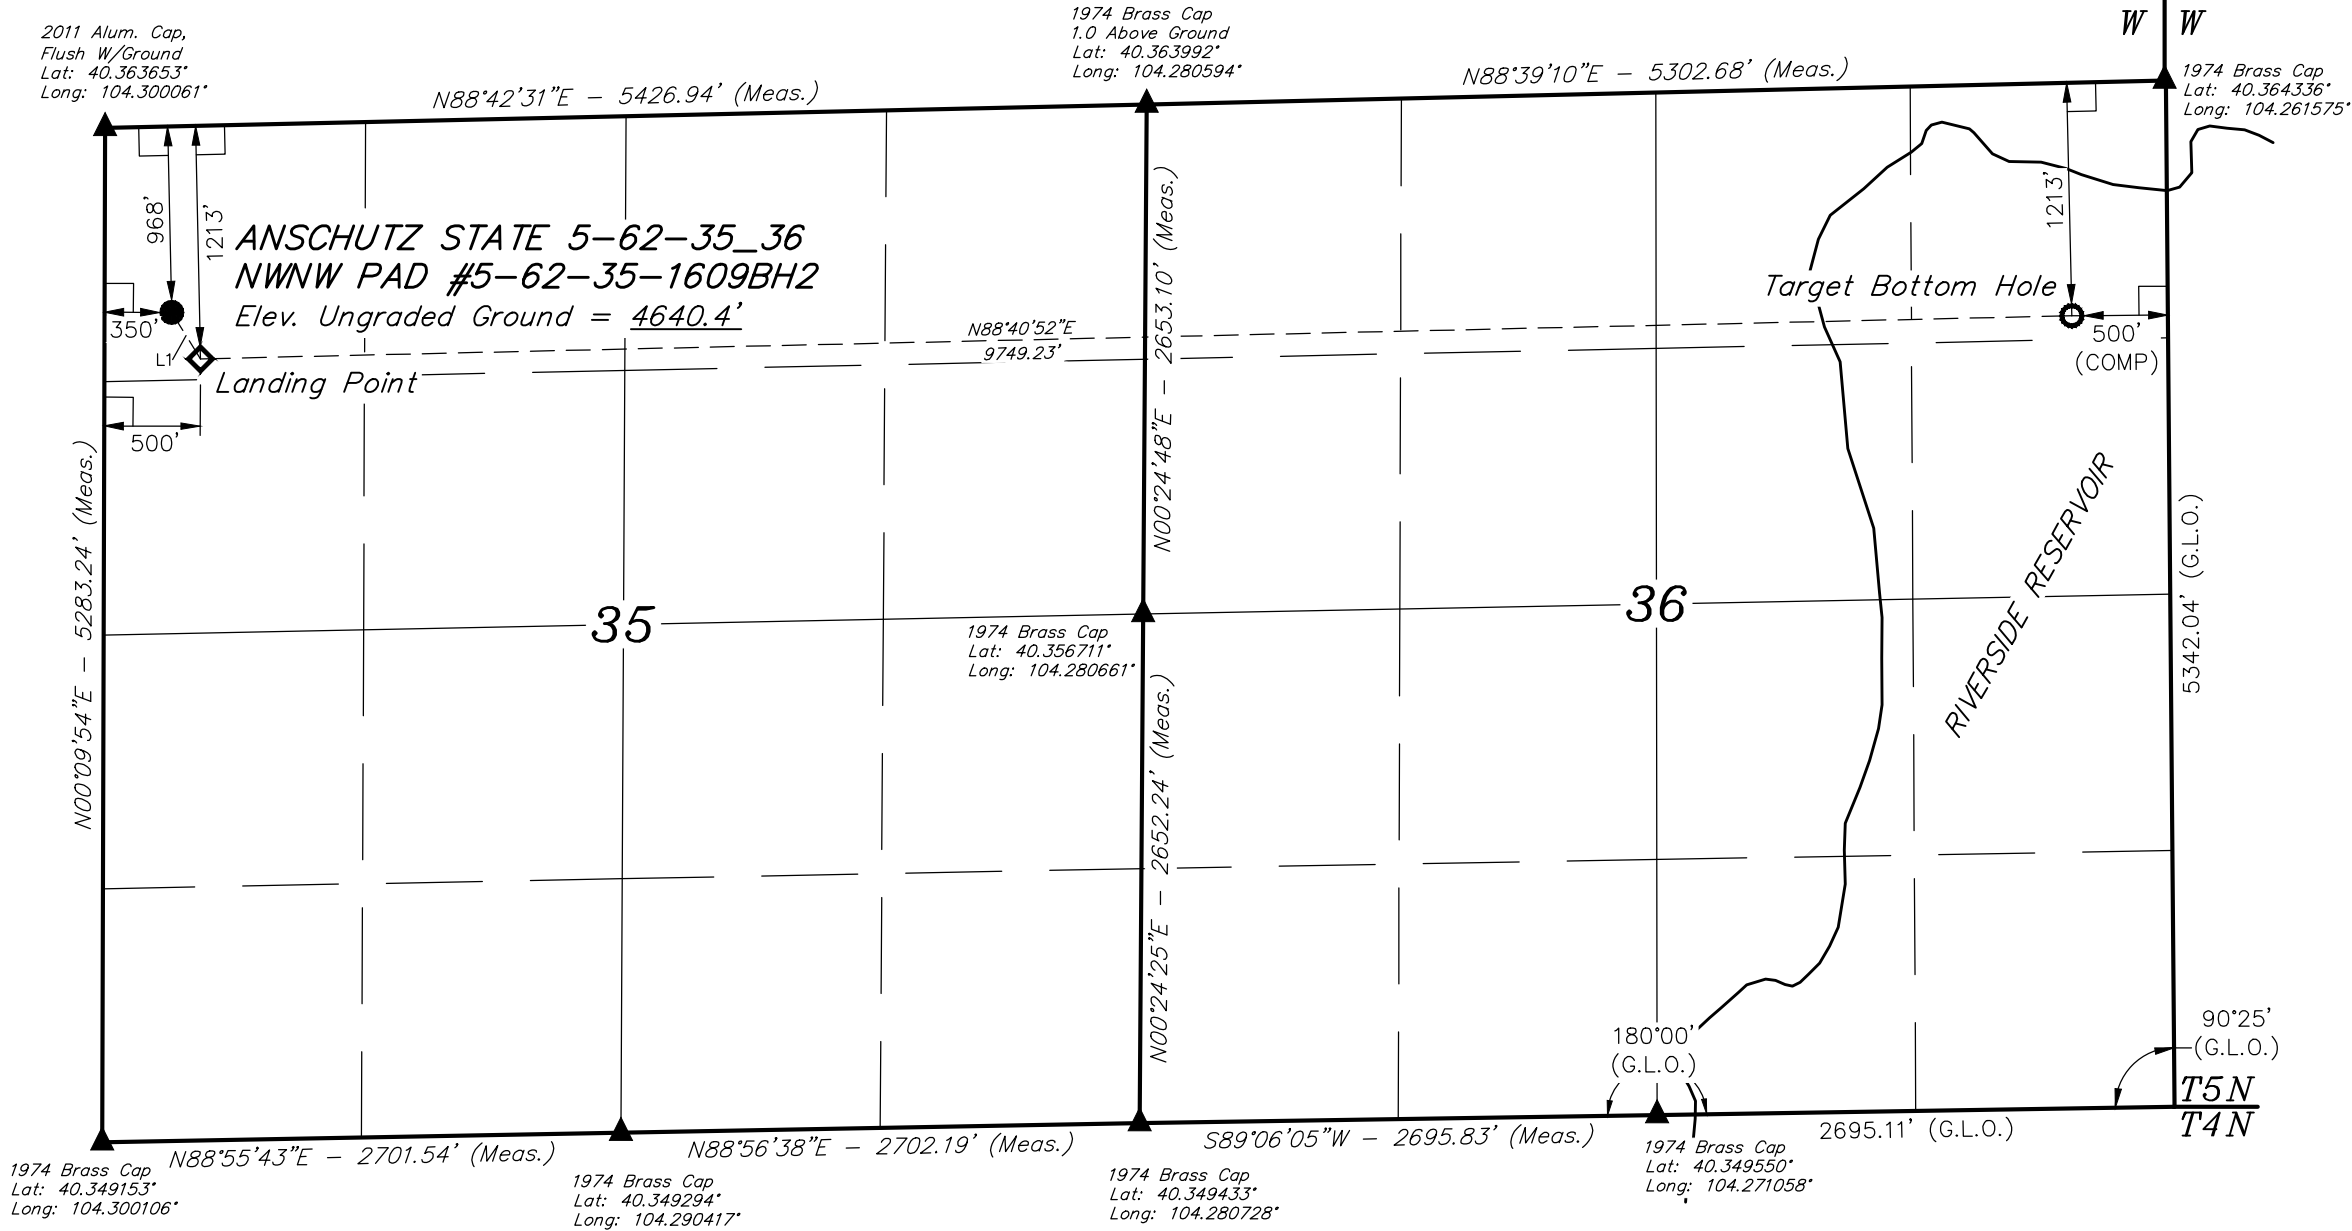 2011 Alum. Cap,
Flush W/Ground
Lat: 40.363653°
Long: 104.300061°
N88°42'31"E - 5426.94' (Meas.)
1974 Brass Cap
1.0 Above Ground
Lat: 40.363992°
Long: 104.280594°
N88°39'10"E - 5302.68' (Meas.)
W W
1974 Brass Cap
Lat: 40.364336°
Long: 104.261575°
968'
1213'
ANSCHUTZ STATE 5-62-35_36
NWNW PAD #5-62-35-1609BH2
Elev. Ungraded Ground = 4640.4'
350'
L1
Landing Point
500'
N88°40'52"E
9749.23'
N00°24'48"E - 2653.10' (Meas.)
1213'
Target Bottom Hole
500'
(COMP)
N00°09'54"E - 5283.24' (Meas.)
35
36
1974 Brass Cap
Lat: 40.356711°
Long: 104.280661°
RIVERSIDE RESERVOIR
5342.04' (G.L.O.)
N00°24'25"E - 2652.24' (Meas.)
180°00'
(G.L.O.)
90°25'
(G.L.O.)
T5N
T4N
N88°55'43"E - 2701.54' (Meas.)
N88°56'38"E - 2702.19' (Meas.)
S89°06'05"W - 2695.83' (Meas.)
2695.11' (G.L.O.)
1974 Brass Cap
Lat: 40.349153°
Long: 104.300106°
1974 Brass Cap
Lat: 40.349294°
Long: 104.290417°
1974 Brass Cap
Lat: 40.349433°
Long: 104.280728°
1974 Brass Cap
Lat: 40.349550°
Long: 104.271058°